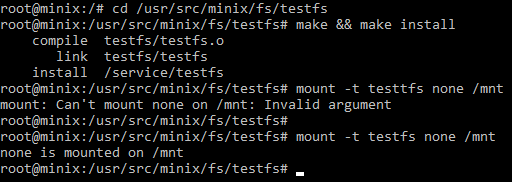 root@minix:/# cd /usr/src/minix/fs/testfs
root@minix:/usr/src/minix/fs/testfs# make && make install
compile testfs/testfs.o
link testfs/testfs
install /service/testfs
root@minix:/usr/src/minix/fs/testfs# mount -t testtfs none /mnt
mount: Can't mount none on /mnt: Invalid argument
root@minix:/usr/src/minix/fs/testfs#
root@minix:/usr/src/minix/fs/testfs# mount -t testfs none /mnt
none is mounted on /mnt
root@minix:/usr/src/minix/fs/testfs#